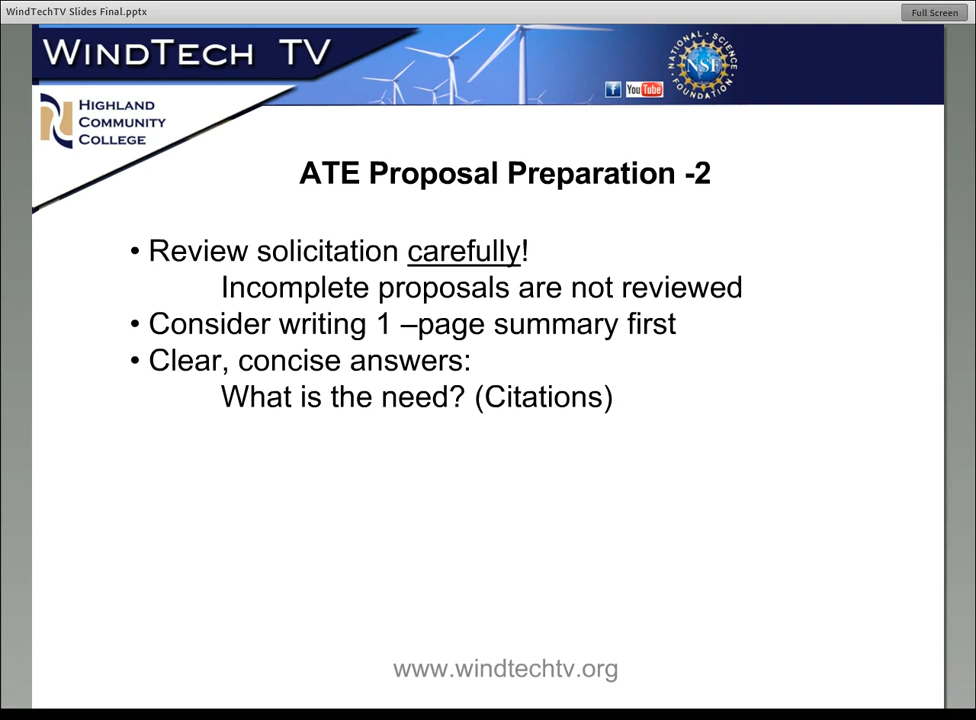 WindTechTV Slides Final.pptx
Full Screen
WINDTECH TV
f YouTube
NATIONAL SCIENCE FOUNDATION
NSF
HIGHLAND
COMMUNITY
COLLEGE
ATE Proposal Preparation -2
• Review solicitation carefully!
Incomplete proposals are not reviewed
• Consider writing 1 –page summary first
• Clear, concise answers:
What is the need? (Citations)
www.windtechtv.org